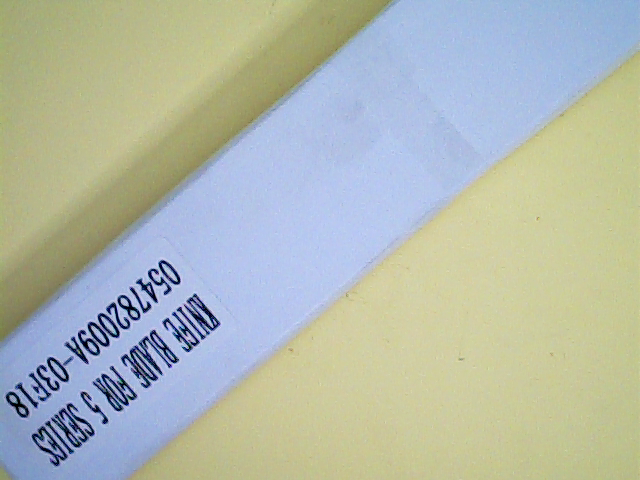 054782009A-03F18
KNIFE BLADE FOR 5 SERIES